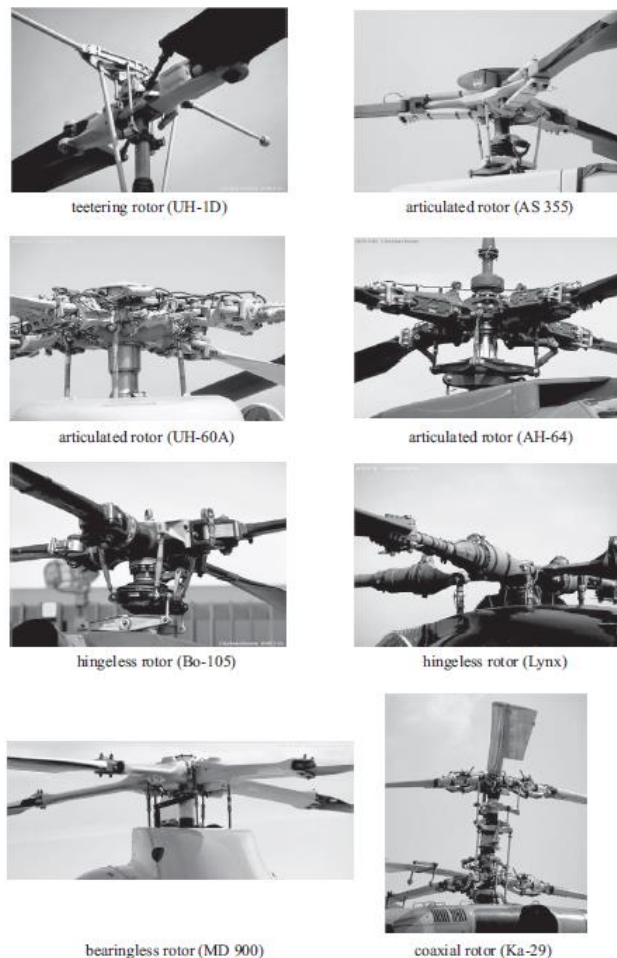 teetering rotor (UH-1D)
articulated rotor (AS 355)
articulated rotor (UH-60A)
articulated rotor (AH-64)
hingeless rotor (Bo-105)
hingeless rotor (Lynx)
bearingless rotor (MD 900)
coaxial rotor (Ka-29)